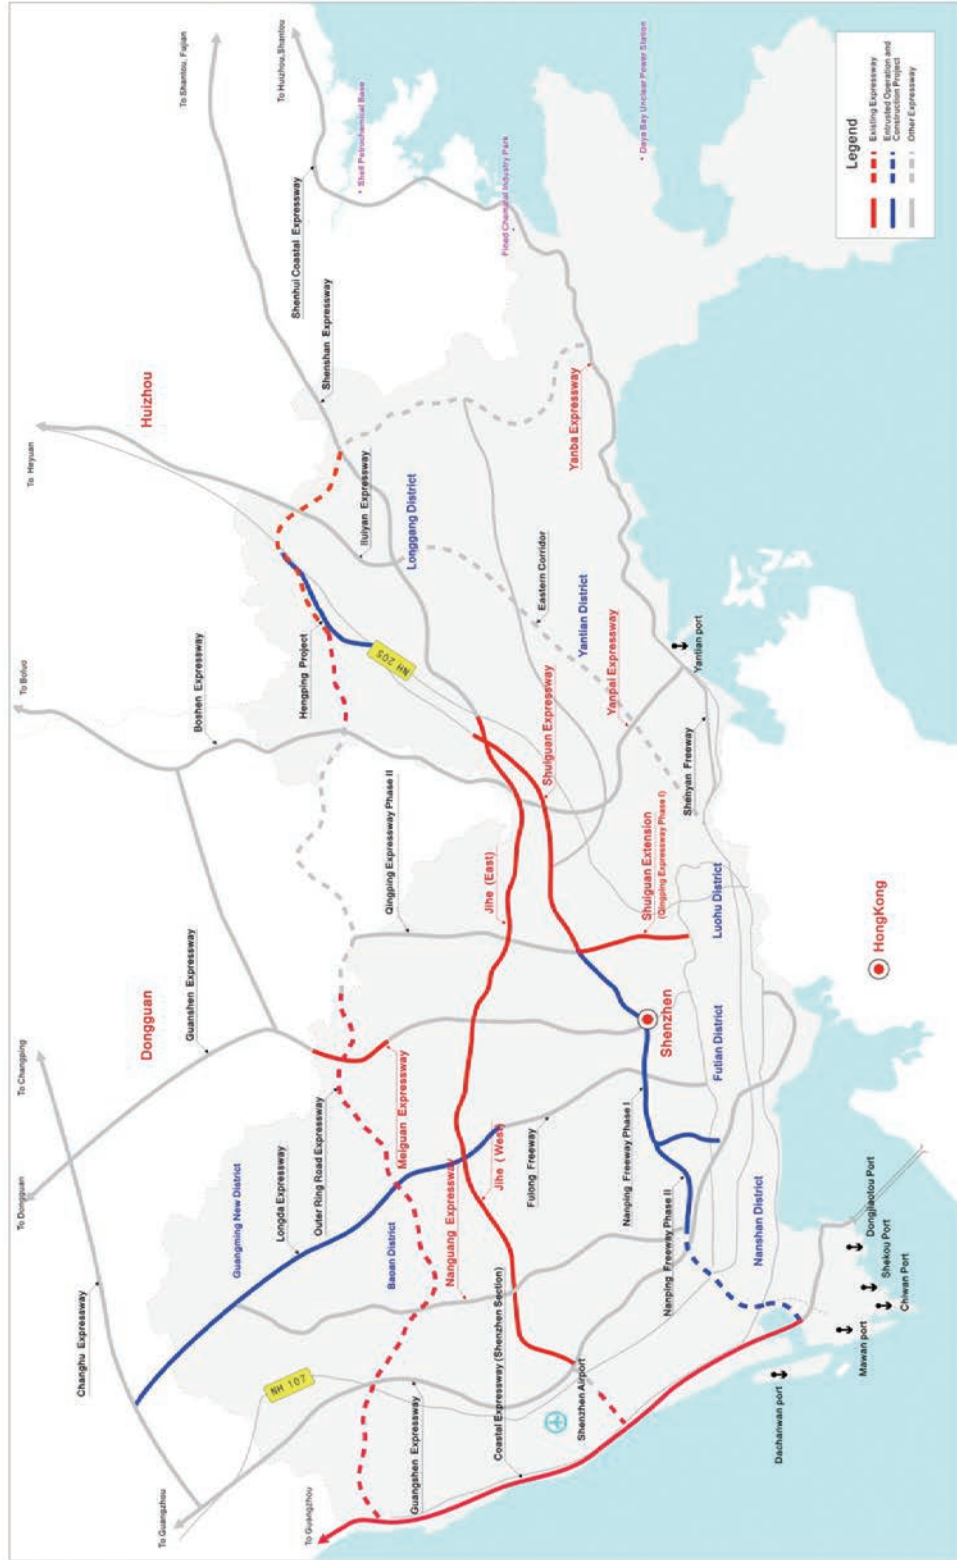 To Guangzhou
To Guangzhou
To Dongguan
To Changping
To Boluo
To Heyuan
To Shantou, Fujian
To Huizhou,Shantou
Changhu Expressway
Guangming New District
Longda Expressway
Outer Ring Road Expressway
Meiguan Expressway
Dongguan
Guanshen Expressway
Boshen Expressway
Huizhou
Shenhui Coastal Expressway
Shenshan Expressway
Shell Petrochemical Base
Pined Chamical Industry Park
Daya Bay Unclear Power Station
NH 107
Guangshen Expressway
Baoan District
Nanguang Expressway
Coastal Expressway (Shenzhen Section)
Shenzhen Airport
Jihe ( West)
Fulong Freeway
Qingping Expressway Phase II
Jihe (East)
Hengping Project
NH 205
Huiyan Expressway
Longgang District
Eastern Corridor
Yantian District
Yanpai Expressway
Yanba Expressway
Shuiguan Expressway
Shuiguan Extension
(Qingping Expressway Phase I)
Nanping Freeway Phase I
Nanping Freeway Phase II
Shenzhen
Futian District
Luohu District
Nanshan District
Shenyan Freeway
Yantian port
Dachanwan port
Mawan port
Chiwan Port
Shekou Port
Dongjiaotou Port
HongKong
Legend
Existing Expressway
Entrusted Operation and
Construction Project
Other Expressway